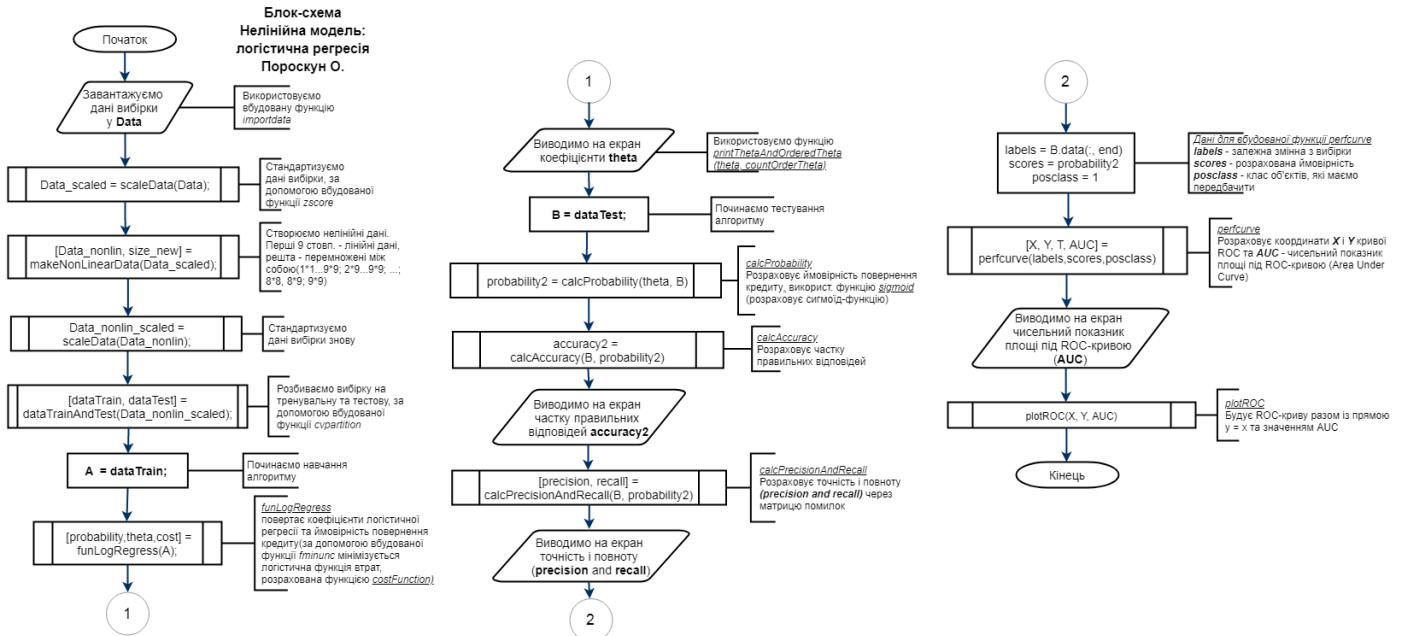 Блок-схема
Нелінійна модель:
логістична регресія
Пороскун О.
Початок
Завантажуємо
дані вибірки
у Data
Використовуємо
вбудовану функцію
importdata
Data_scaled = scaleData(Data);
Стандартизуємо
дані вибірки, за
допомогою вбудованої
функції zscore
[Data_nonlin, size_new] =
makeNonLinearData(Data_scaled);
Створюємо нелінійні дані.
Перші 9 стовп. - лінійні дані,
решта - перемножені між
собою(1*1...9*9; 2*9...9*9; ...;
8*8, 8*9; 9*9)
Data_nonlin_scaled =
scaleData(Data_nonlin);
Стандартизуємо
дані вибірки знову
[dataTrain, dataTest] =
dataTrainAndTest(Data_nonlin_scaled);
Розбиваємо вибірку на
тренувальну та тестову, за
допомогою вбудованої
функції cvpartition
A = dataTrain;
Починаємо навчання
алгоритму
[probability,theta,cost] =
funLogRegress(A);
funLogRegress
повертає коефіцієнти логістичної
регресії та ймовірність повернення
кредиту(за допомогою вбудованої
функції fminunc мінімізується
логістична функція втрат,
розрахована функцією costFunction)
1
1
Виводимо на екран
коефіцієнти theta
Використовуємо функцію
printThetaAndOrderedTheta
(theta, countOrderTheta)
B = dataTest;
Починаємо тестування
алгоритму
probability2 = calcProbability(theta, B)
calcProbability
Розраховує ймовірність повернення
кредиту, використ. функцію sigmoid
(розраховує сигмоїд-функцію)
accuracy2 =
calcAccuracy(B, probability2)
calcAccuracy
Розраховує частку
правильних відповідей
Виводимо на екран
частку правильних
відповідей accuracy2
[precision, recall] =
calcPrecisionAndRecall(B, probability2)
calcPrecisionAndRecall
Розраховує точність і повноту
(precision and recall) через
матрицю помилок
Виводимо на екран
точність і повноту
(precision and recall)
2
2
labels = B.data(:, end)
scores = probability2
posclass = 1
Дані для вбудованої функції perfcurve
labels - залежна змінна з вибірки
scores - розрахована ймовірність
posclass - клас об'єктів, які маємо
передбачити
[X, Y, T, AUC] =
perfcurve(labels,scores,posclass)
perfcurve
Розраховує координати X і Y кривої
ROC та AUC - чисельний показник
площі під ROC-кривою (Area Under
Curve)
Виводимо на екран
чисельний показник
площі під ROC-кривою
(AUC)
plotROC(X, Y, AUC)
plotROC
Будує ROC-криву разом із прямою
y = x та значенням AUC
Кінець